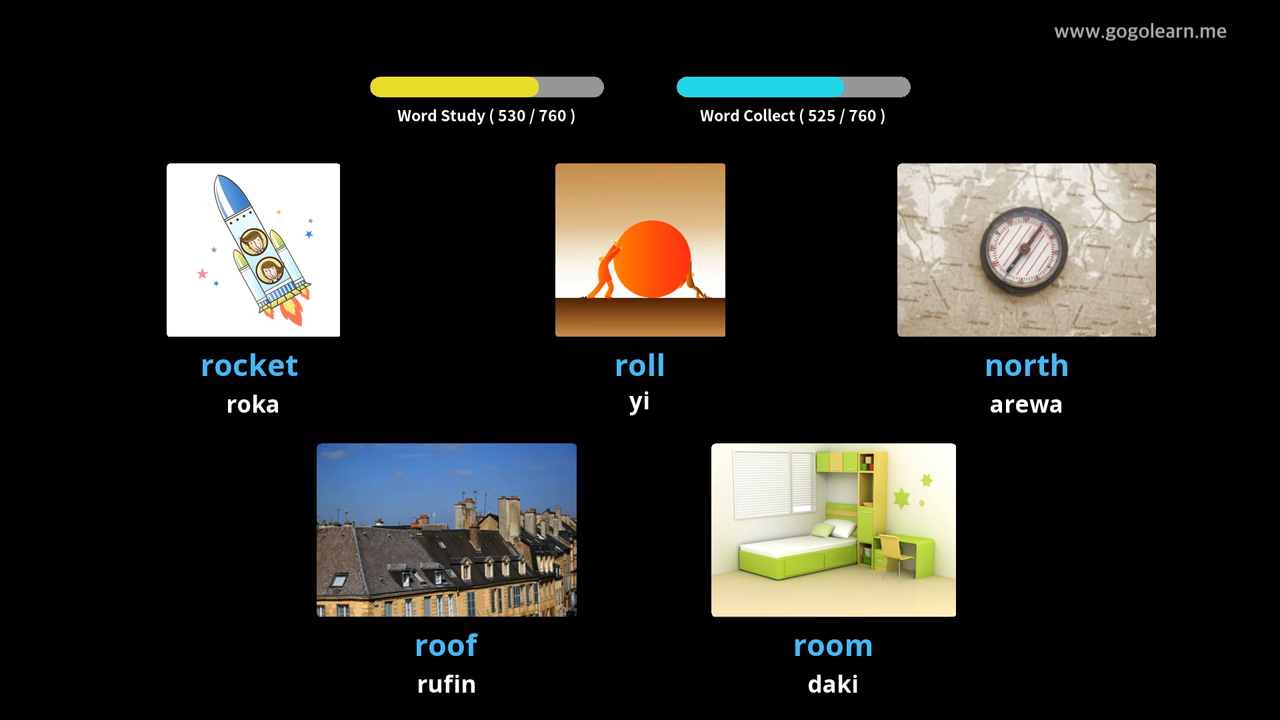 www.gogolearn.me
Word Study ( 530 / 760 )
Word Collect ( 525 / 760 )
rocket
roka
roll
yi
north
arewa
roof
rufin
room
daki